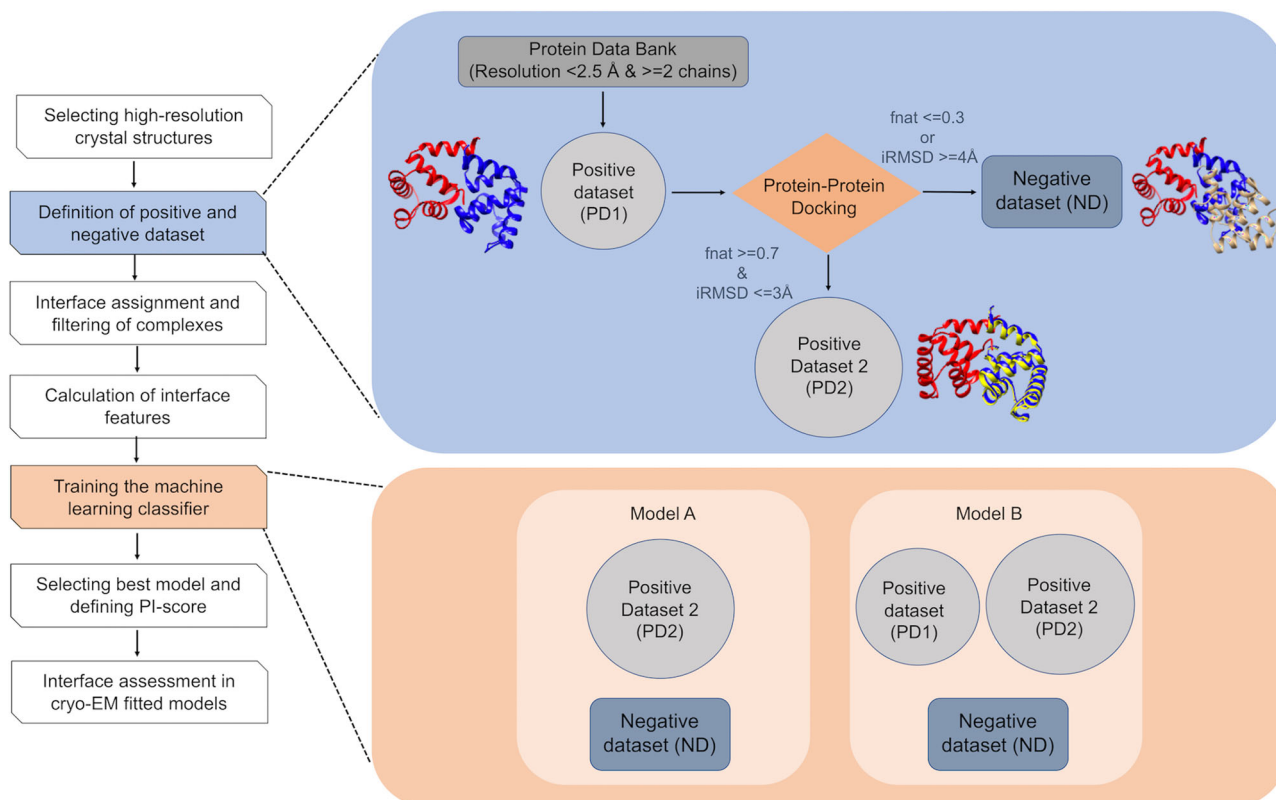 Selecting high-resolution
crystal structures
Definition of positive and
negative dataset
Interface assignment and
filtering of complexes
Calculation of interface
features
Training the machine
learning classifier
Selecting best model and
defining PI-score
Interface assessment in
cryo-EM fitted models
Protein Data Bank
(Resolution <2.5 Å & >=2 chains)
Positive
dataset
(PD1)
Protein-Protein
Docking
fnat <=0.3
or
iRMSD >=4Å
Negative
dataset (ND)
fnat >=0.7
&
iRMSD <=3Å
Positive
Dataset 2
(PD2)
Model A
Positive
Dataset 2
(PD2)
Negative
dataset (ND)
Model B
Positive
dataset
(PD1)
Positive
Dataset 2
(PD2)
Negative
dataset (ND)